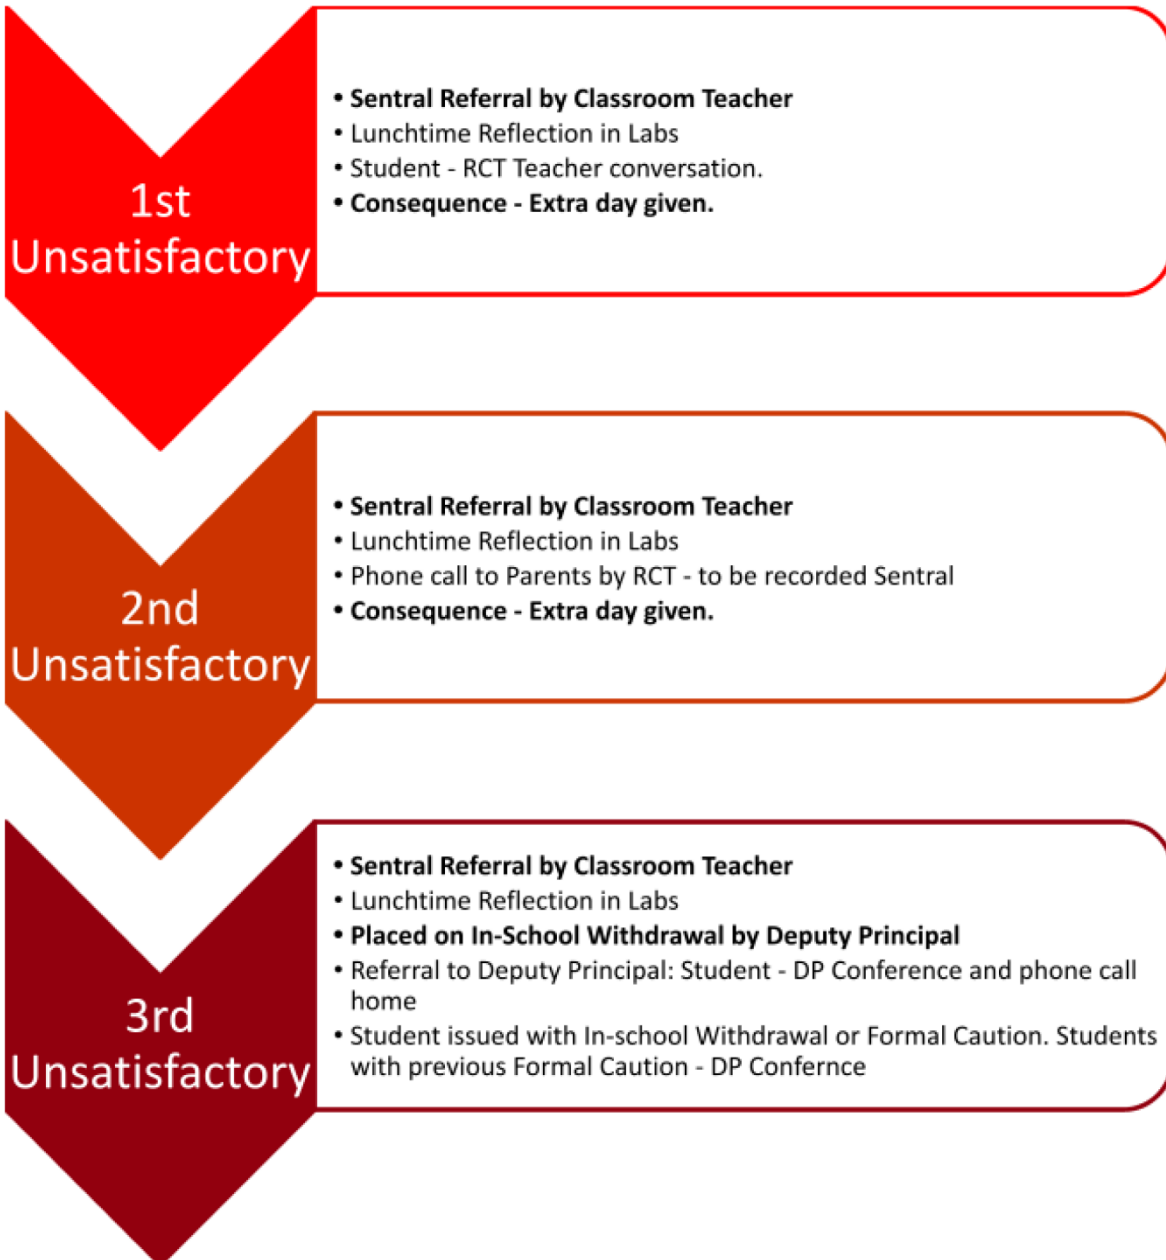 1st
Unsatisfactory
• Sentral Referral by Classroom Teacher
• Lunchtime Reflection in Labs
• Student - RCT Teacher conversation.
• Consequence - Extra day given.
2nd
Unsatisfactory
• Sentral Referral by Classroom Teacher
• Lunchtime Reflection in Labs
• Phone call to Parents by RCT - to be recorded Sentral
• Consequence - Extra day given.
3rd
Unsatisfactory
• Sentral Referral by Classroom Teacher
• Lunchtime Reflection in Labs
• Placed on In-School Withdrawal by Deputy Principal
• Referral to Deputy Principal: Student - DP Conference and phone call
home
• Student issued with In-school Withdrawal or Formal Caution. Students
with previous Formal Caution - DP Confernce